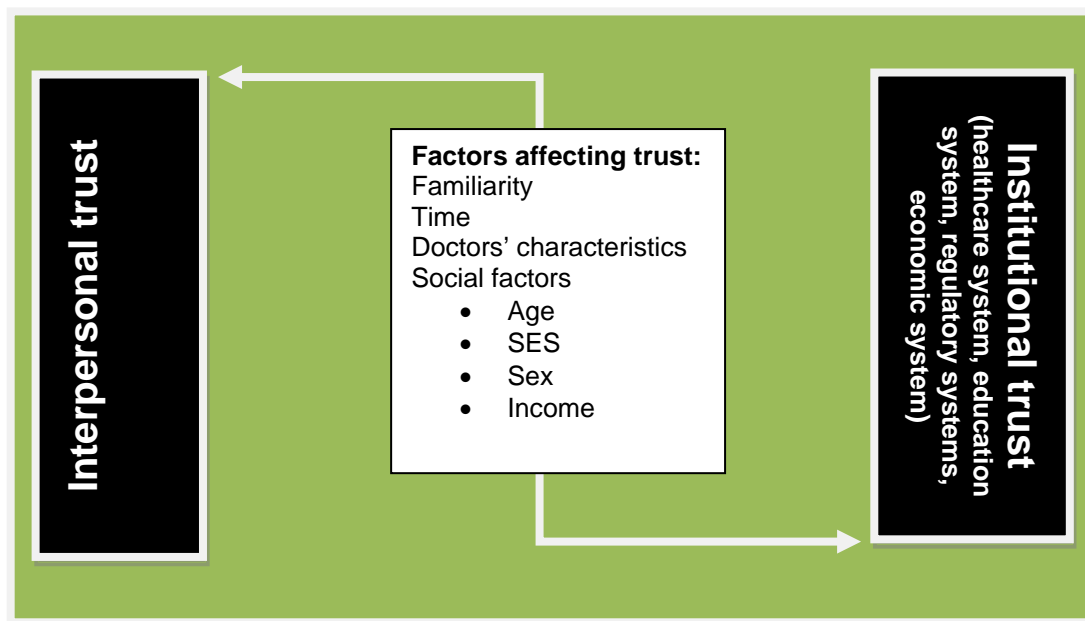 Interpersonal trust
Factors affecting trust:
Familiarity
Time
Doctors’ characteristics
Social factors
• Age
• SES
• Sex
• Income
Institutional trust
(healthcare system, education
system, regulatory systems,
economic system)